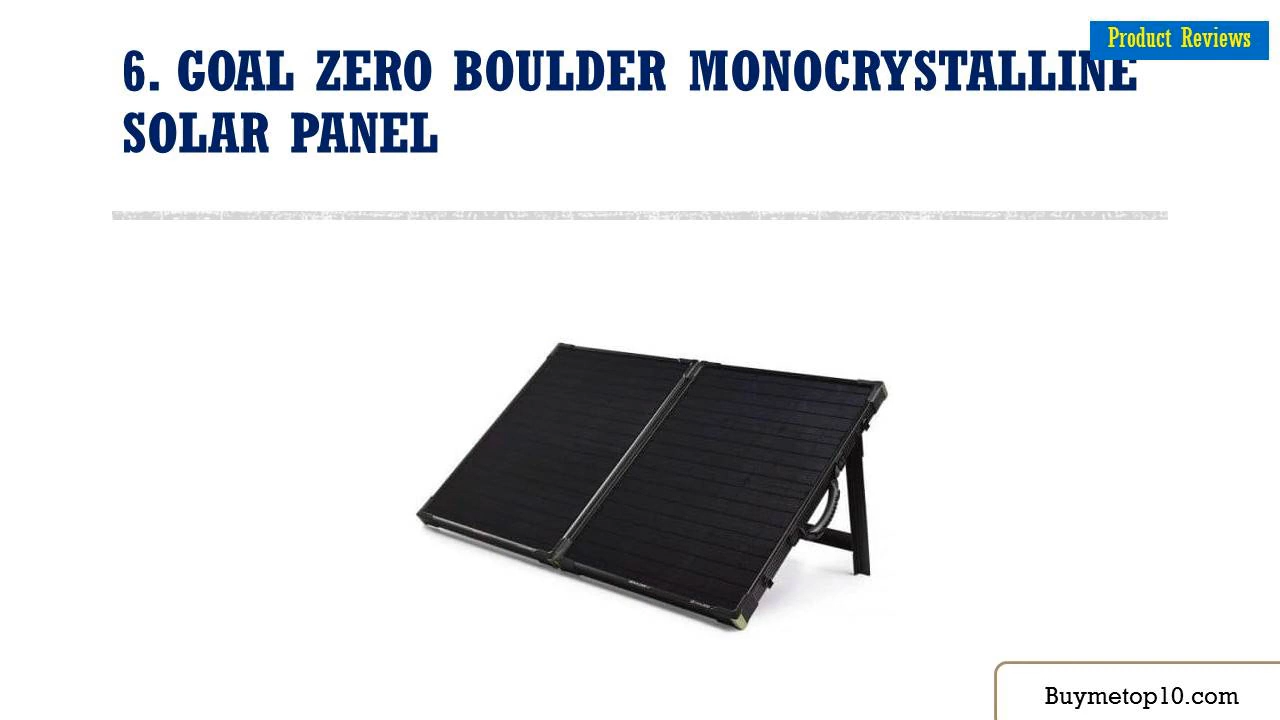 Product Reviews
6. GOAL ZERO BOULDER MONOCRYSTALLINE
SOLAR PANEL
Buymetop10.com